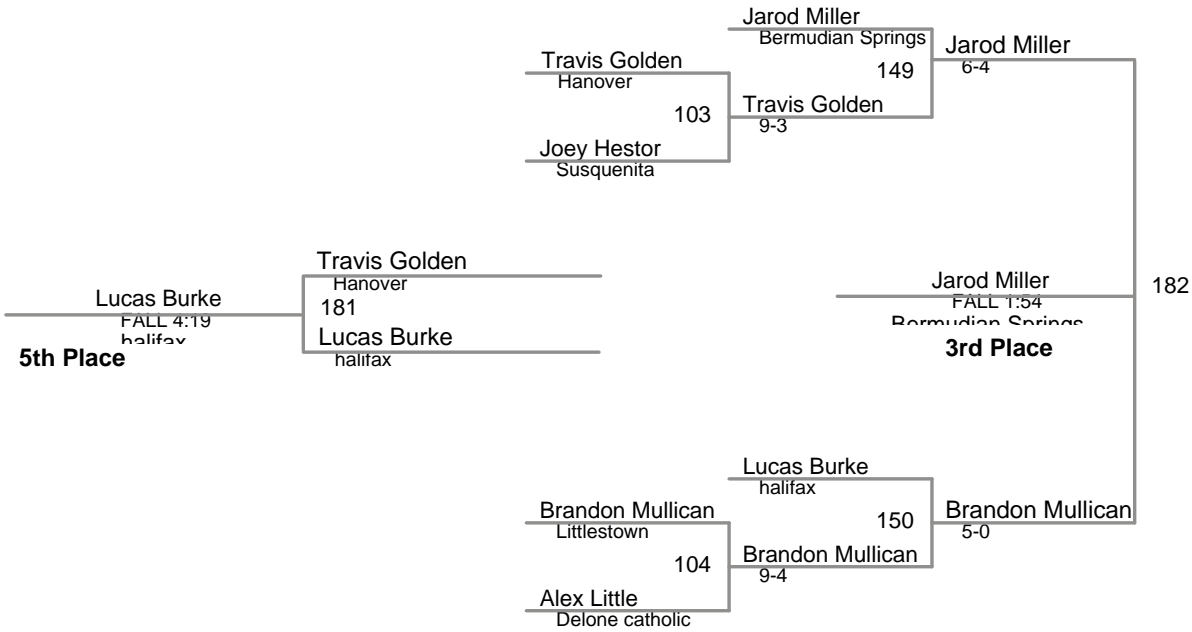 Jarod Miller
Bermudian Springs
Travis Golden
Hanover
149
Jarod Miller
6-4
103
Travis Golden
9-3
Joey Hestor
Susquenita
Travis Golden
Hanover
Lucas Burke
FALL 4:19
halifax
181
5th Place
Lucas Burke
halifax
Jarod Miller
FALL 1:54
Bermudian Springs
182
3rd Place
Lucas Burke
halifax
Brandon Mullican
Littlestown
150
Brandon Mullican
5-0
104
Brandon Mullican
9-4
Alex Little
Delone catholic